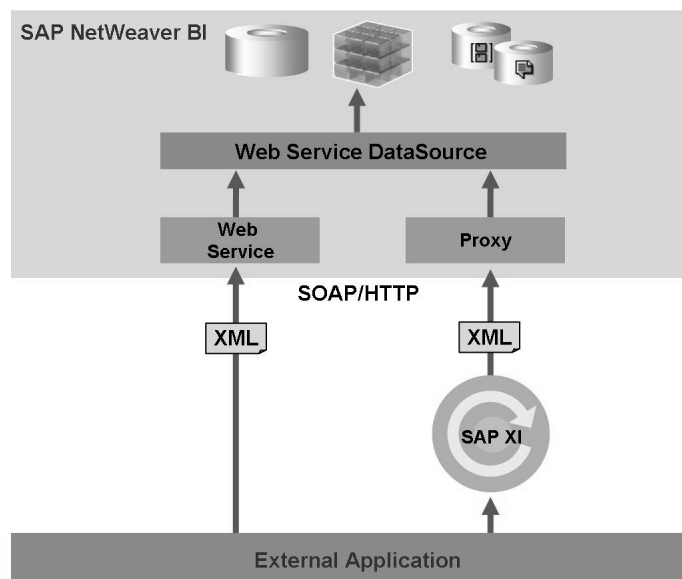 SAP NetWeaver BI
Web Service DataSource
Web
Service
Proxy
SOAP/HTTP
XML
XML
SAP XI
External Application